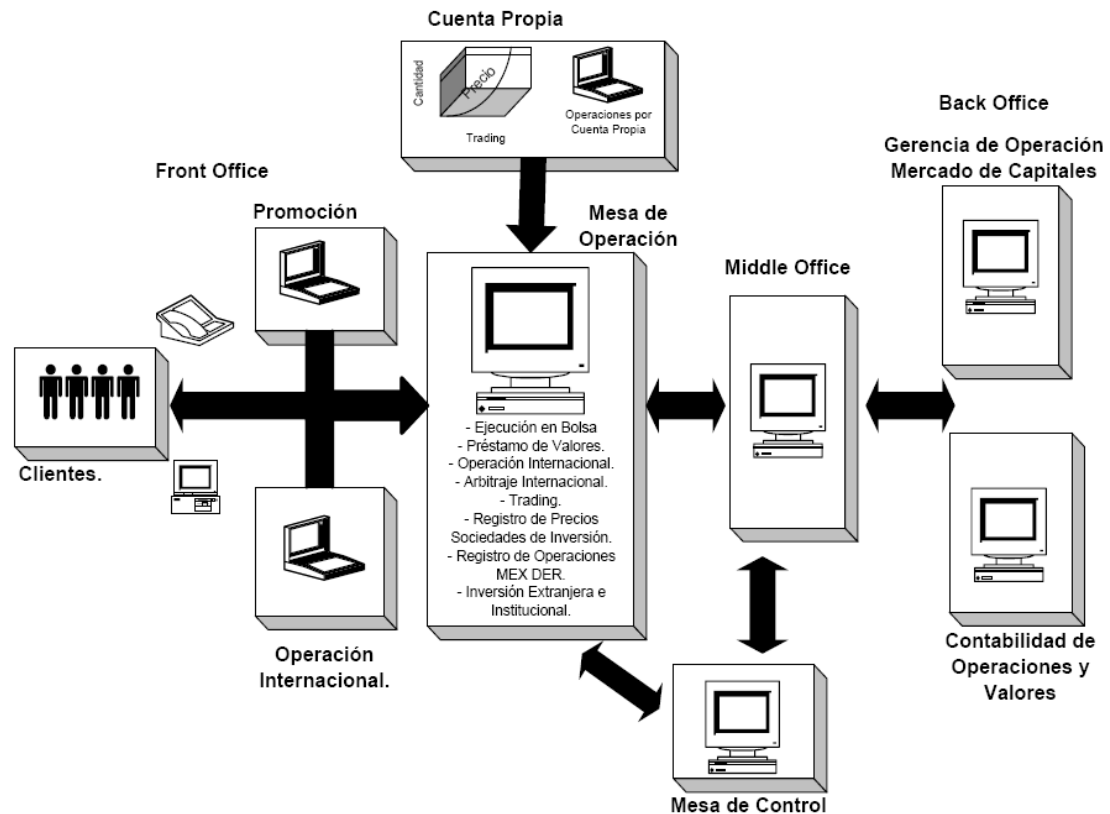 Cuenta Propia
Cantidad
Precio
Trading
Operaciones por
Cuenta Propia
Front Office
Promoción
Clientes.
Operación
Internacional.
Mesa de
Operación
- Ejecución en Bolsa
- Préstamo de Valores.
- Operación Internacional.
- Arbitraje Internacional.
- Trading.
- Registro de Precios
Sociedades de Inversión.
- Registro de Operaciones
MEX DER.
- Inversión Extranjera e
Institucional.
Middle Office
Mesa de Control
Back Office
Gerencia de Operación
Mercado de Capitales
Contabilidad de
Operaciones y
Valores